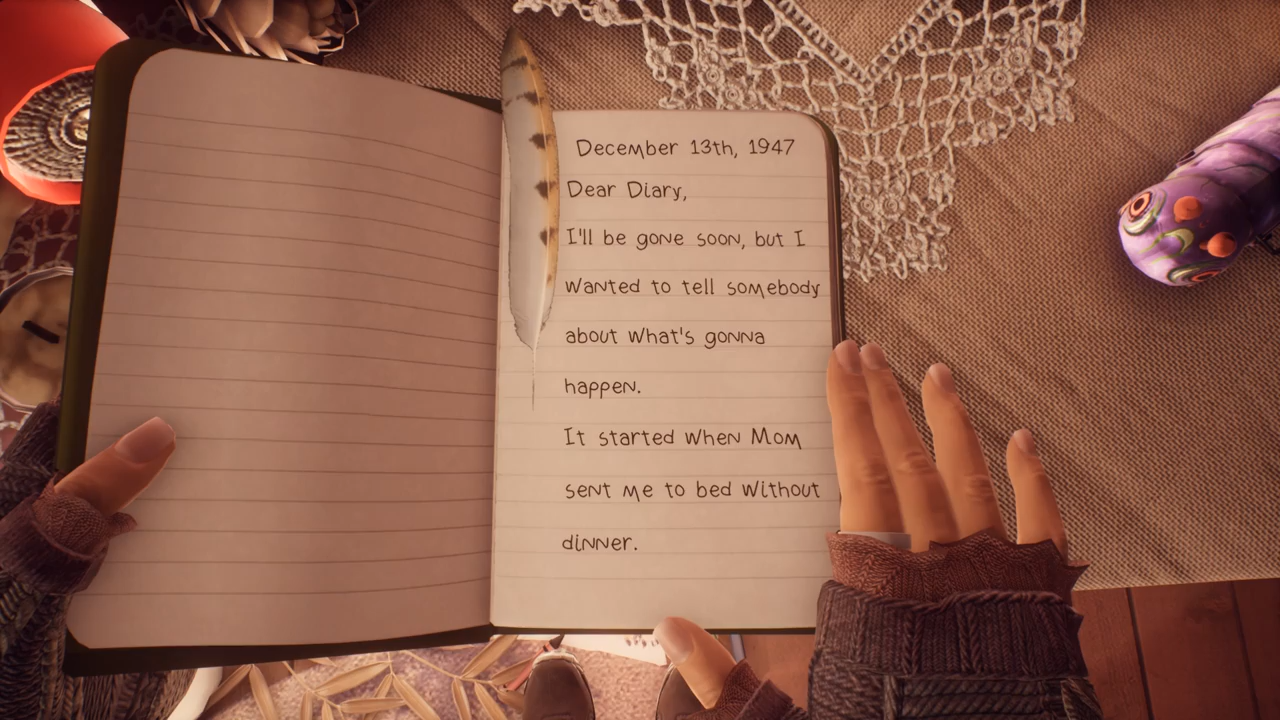 December 13th, 1947
Dear Diary,
I'll be gone soon, but I
wanted to tell somebody
about what's gonna
happen.
It started when Mom
sent me to bed without
dinner.